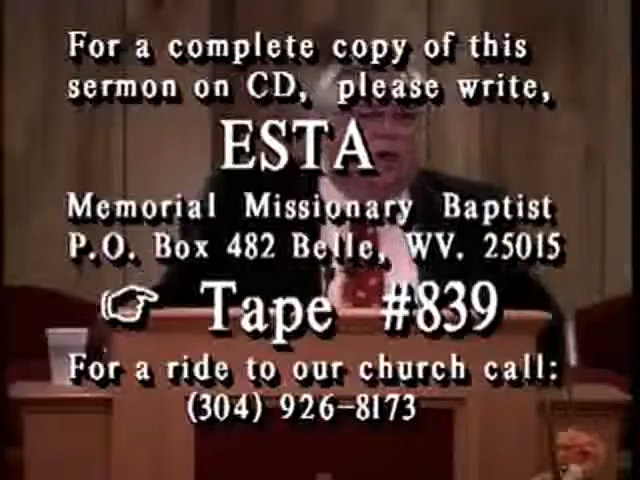 For a complete copy of this
sermon on CD, please write,
ESTA
Memorial Missionary Baptist
P.O. Box 482 Belle, WV. 25015
Tape #839
For a ride to our church call:
(304) 926-8173